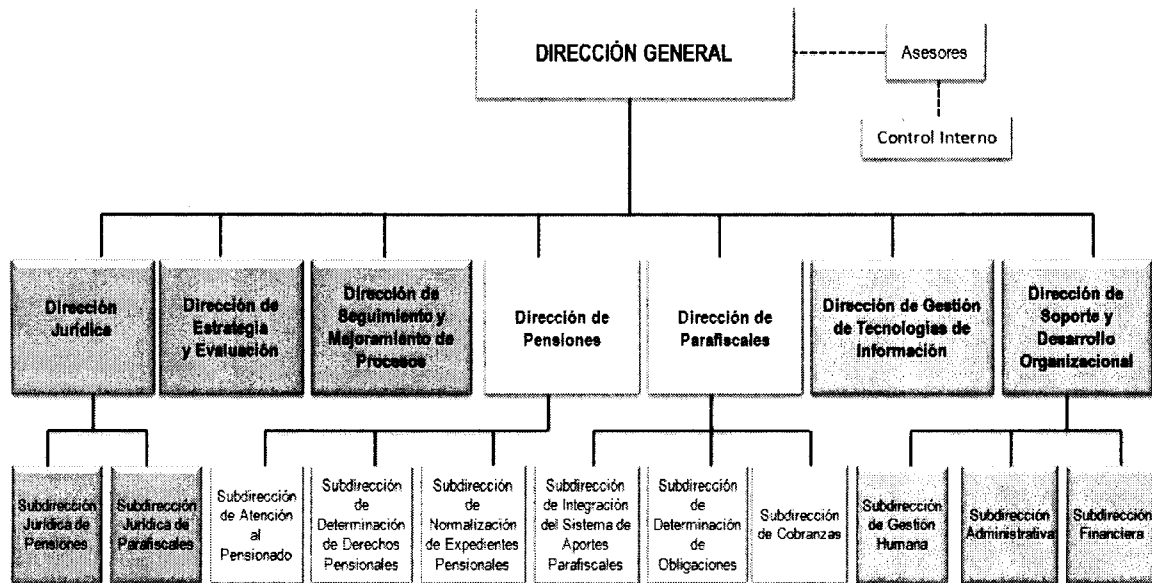 DIRECCIÓN GENERAL
Asesores
Control Interno
Dirección
Jurídica
Dirección de
Estrategia
y Evaluación
Dirección de
Seguimiento y
Mejoramiento de
Procesos
Dirección de
Pensiones
Dirección de
Parafiscales
Dirección de Gestión
de Tecnologías de
Información
Dirección de
Soporte y
Desarrollo
Organizacional
Subdirección
Jurídica de
Pensiones
Subdirección
Jurídica de
Parafiscales
Subdirección
de Atención
al
Pensionado
Subdirección
de
Determinación
de Derechos
Pensionales
Subdirección
de
Normalización
de Expedientes
Pensionales
Subdirección
de Integración
del Sistema de
Aportes
Parafiscales
Subdirección
de
Determinación
de
Obligaciones
Subdirección
de Cobranzas
Subdirección
de Gestión
Humana
Subdirección
Administrativa
Subdirección
Financiera